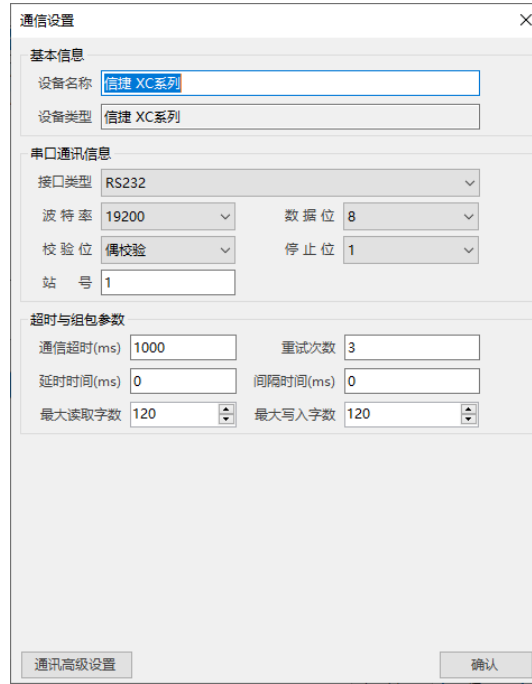 通信设置
基本信息
设备名称 信捷 XC系列
设备类型 信捷 XC系列
串口通讯信息
接口类型 RS232
波特率 19200 数据位 8
校验位 偶校验 停止位 1
站号 1
超时与组包参数
通信超时(ms) 1000 重试次数 3
延时时间(ms) 0 间隔时间(ms) 0
最大读取字数 120 最大写入字数 120
通讯高级设置 确认